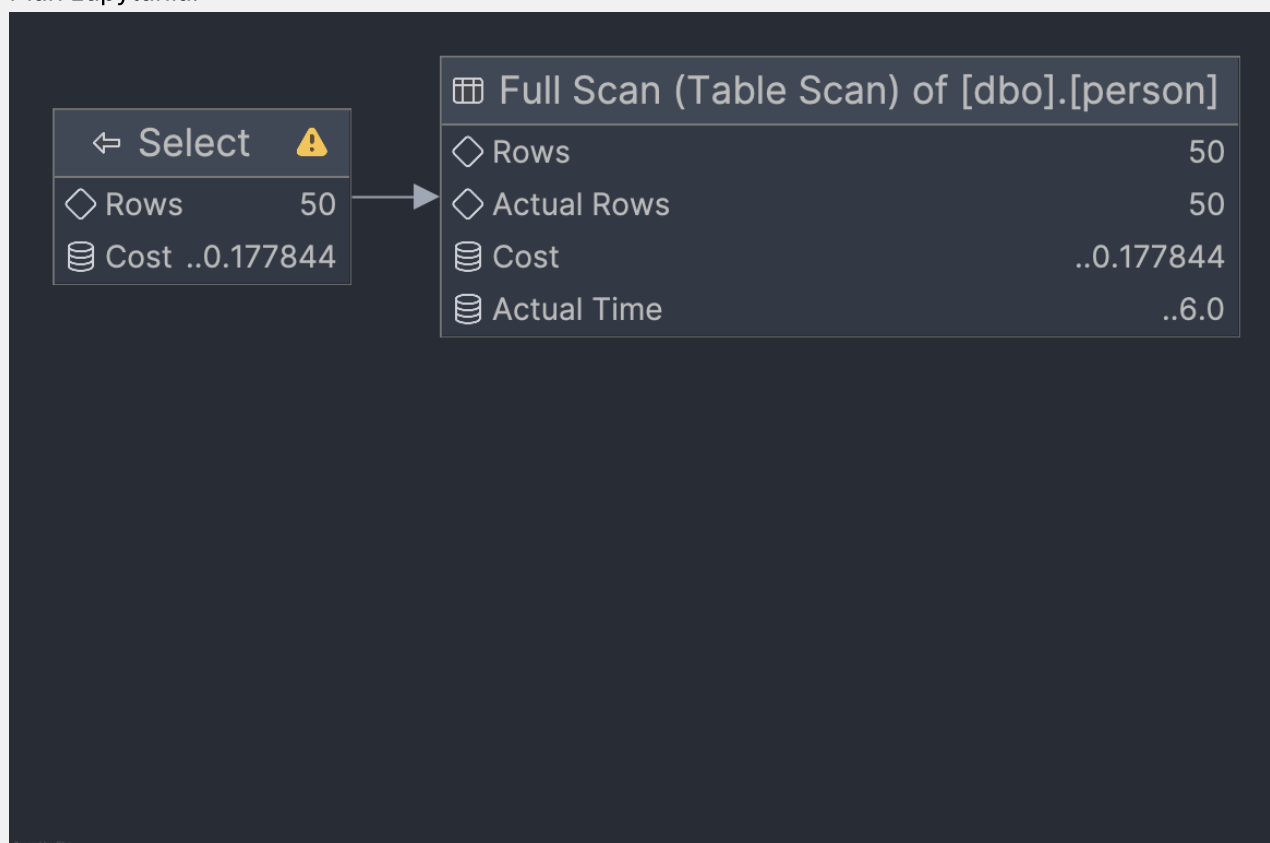 Select
Rows 50
Cost ..0.177844
Full Scan (Table Scan) of [dbo].[person]
Rows 50
Actual Rows 50
Cost ..0.177844
Actual Time ..6.0